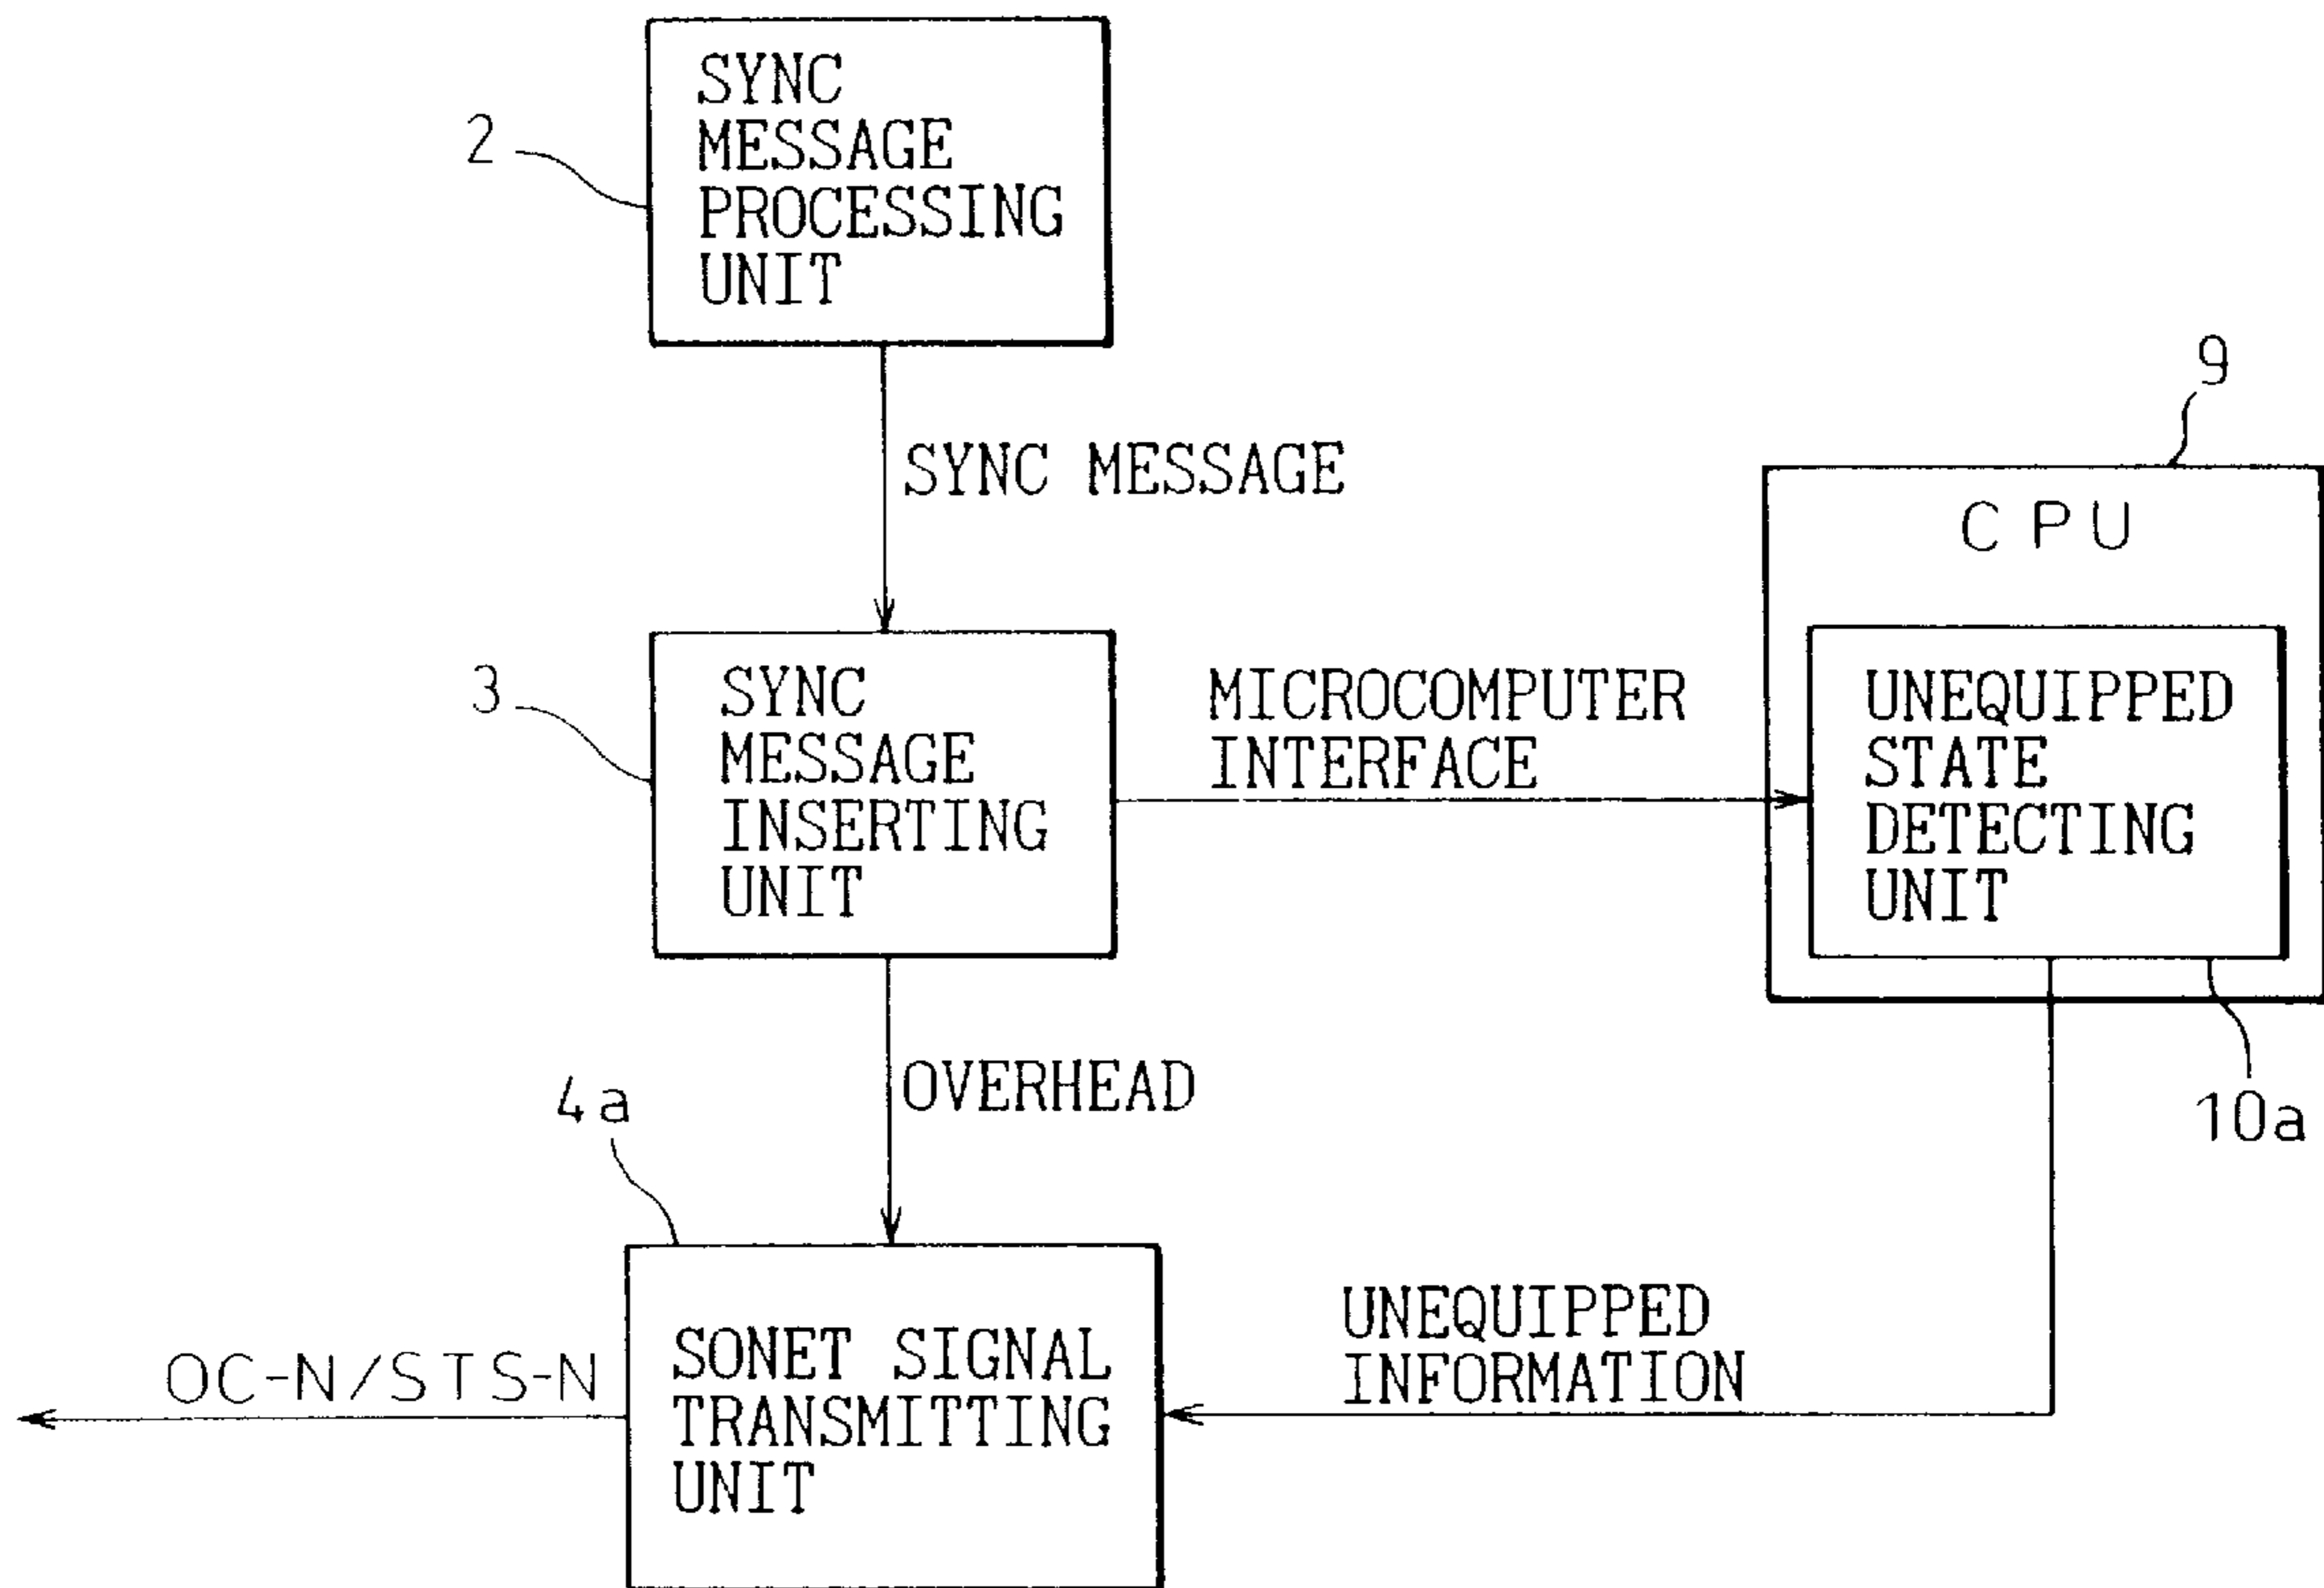 SYNC
MESSAGE
PROCESSING
UNIT
2
SYNC MESSAGE
9
CPU
3
SYNC
MESSAGE
INSERTING
UNIT
MICROCOMPUTER
INTERFACE
UNEQUIPPED
STATE
DETECTING
UNIT
10a
OVERHEAD
4a
SONET SIGNAL
TRANSMITTING
UNIT
UNEQUIPPED
INFORMATION
OC-N/STS-N